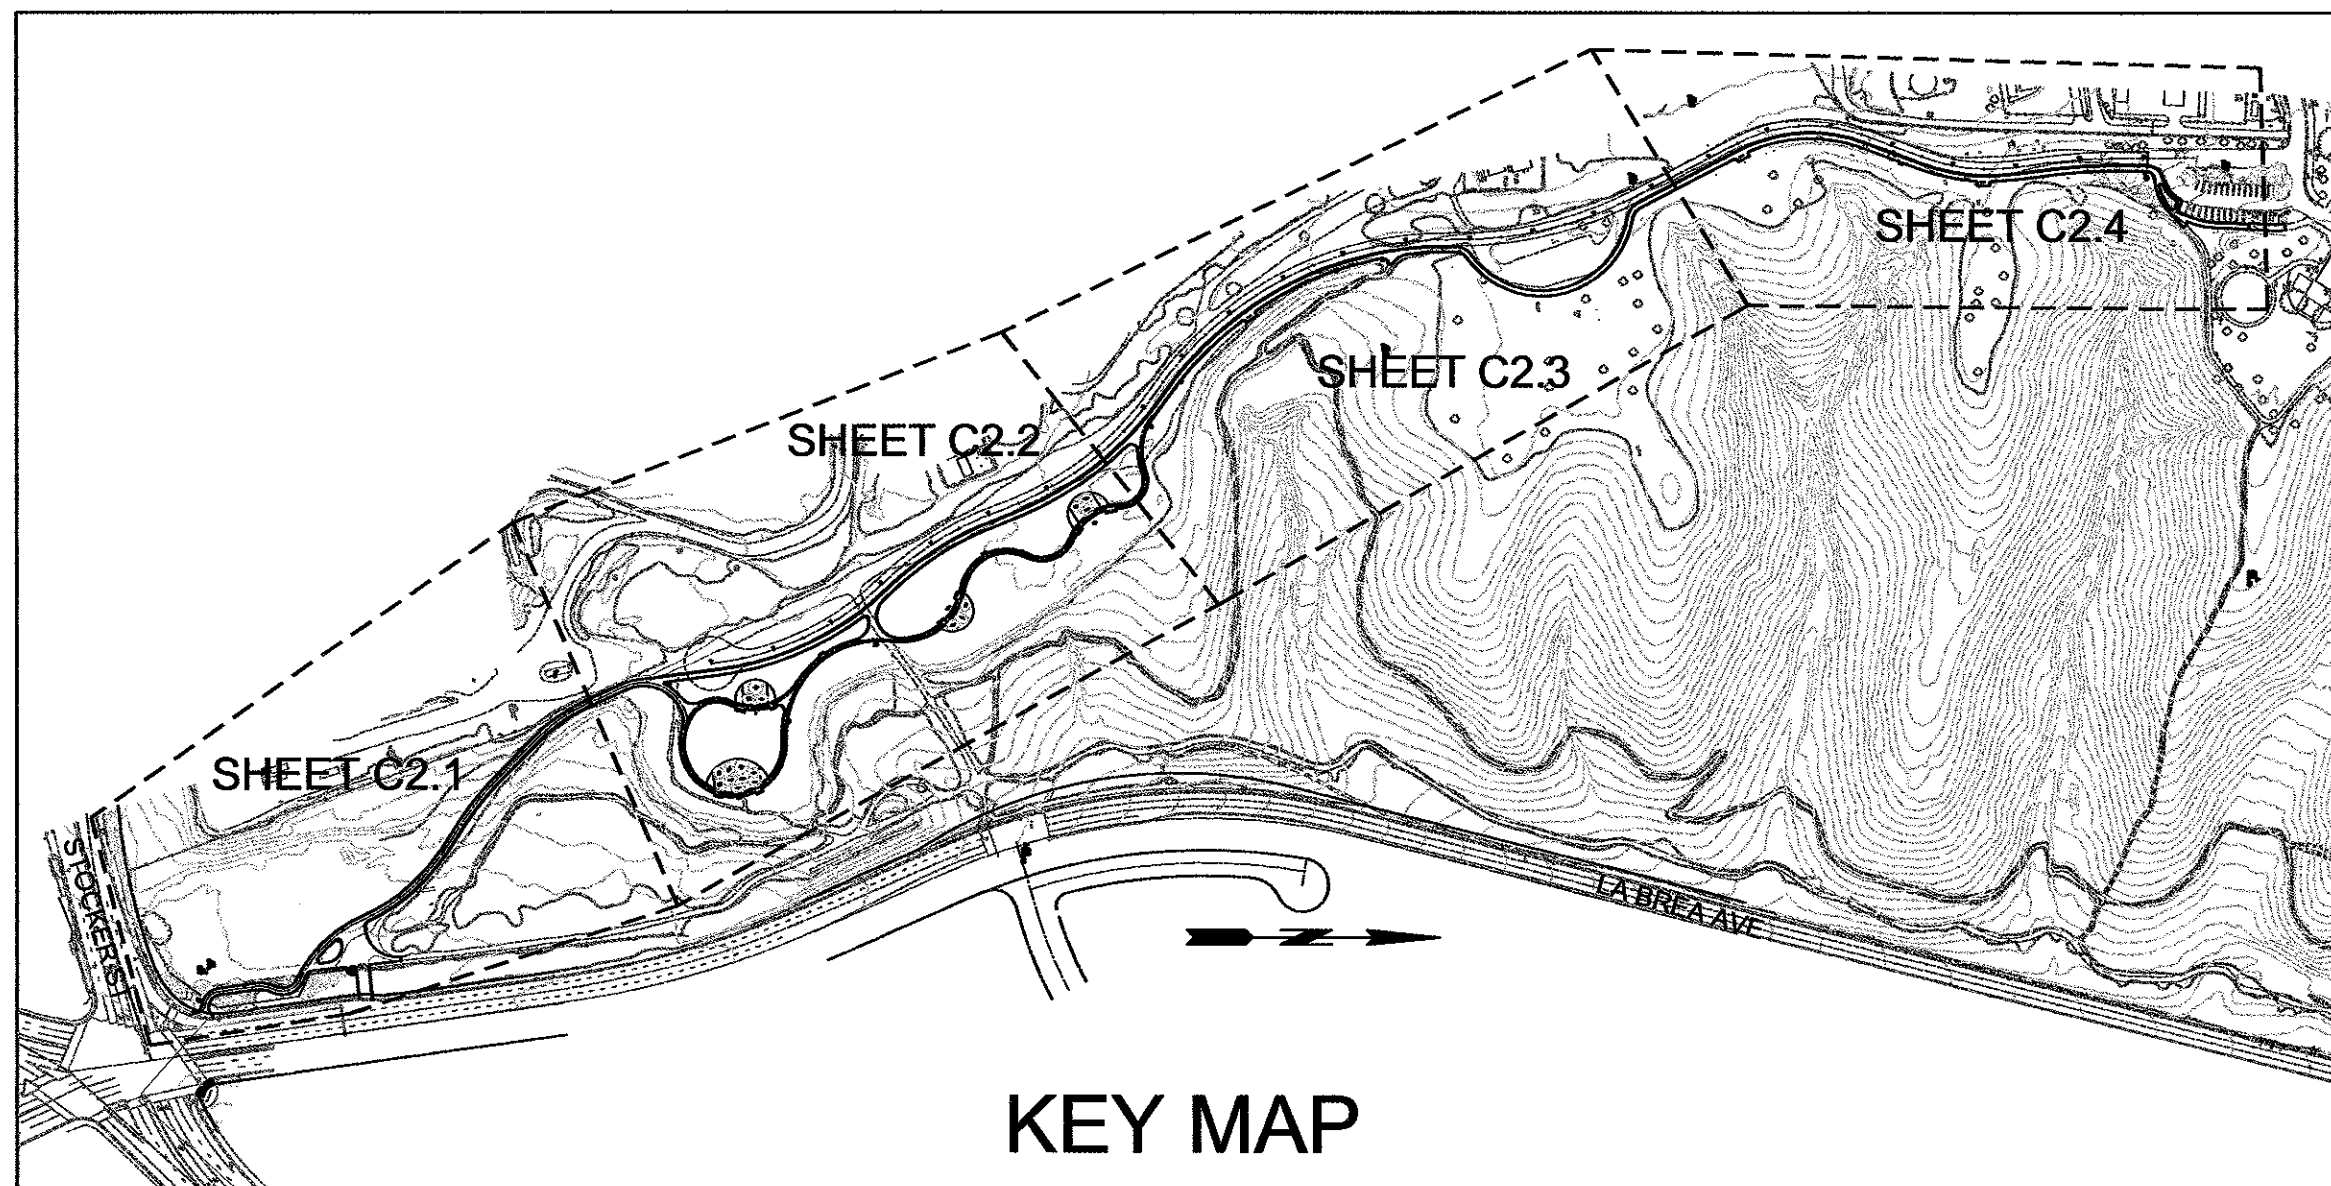 SHEET C2.4
SHEET C2.3
SHEET C2.2
SHEET C2.1
STOCKER ST
LA BREA AVE
N
KEY MAP